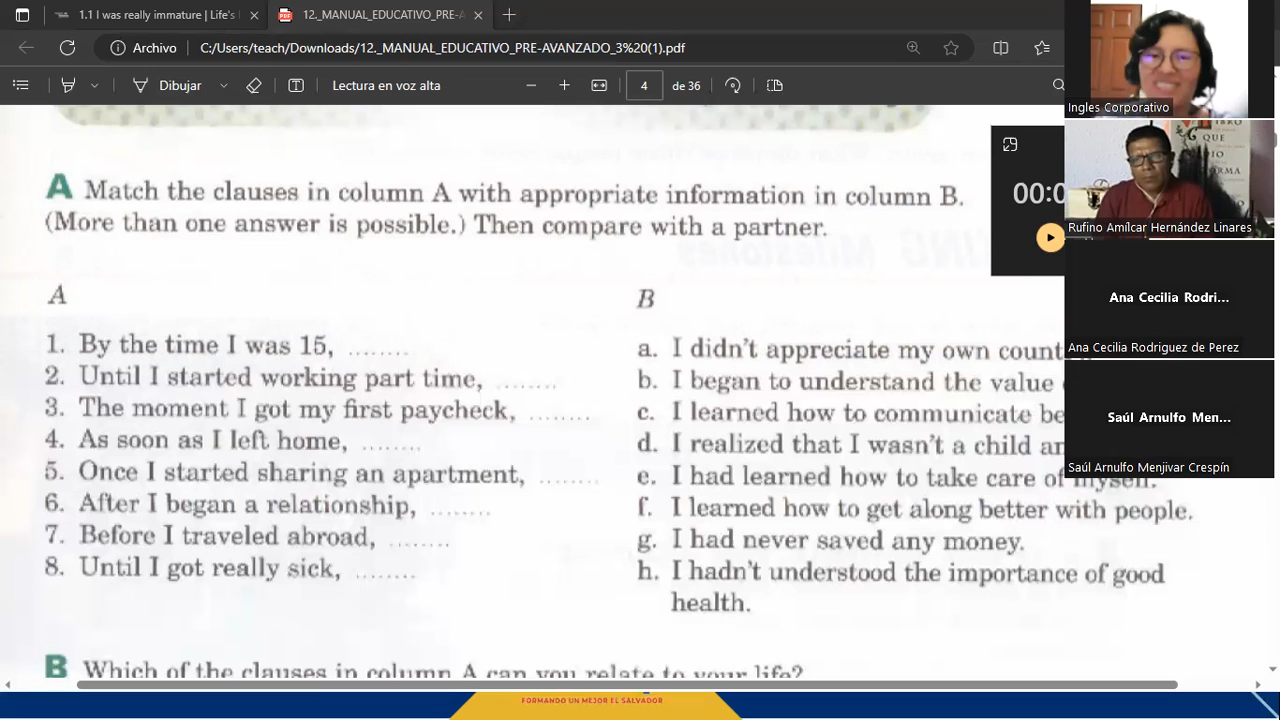 1.1 I was really immature | Life's
12._MANUAL_EDUCATIVO_PRE-A
Archivo C:/Users/teach/Downloads/12._MANUAL_EDUCATIVO_PRE-AVANZADO_3%20(1).pdf
Dibujar Lectura en voz alta 4 de 36
A Match the clauses in column A with appropriate information in column B.
(More than one answer is possible.) Then compare with a partner.
00:0
A
1. By the time I was 15, ........
2. Until I started working part time, ........
3. The moment I got my first paycheck, ........
4. As soon as I left home, ........
5. Once I started sharing an apartment, ........
6. After I began a relationship, ........
7. Before I traveled abroad, ........
8. Until I got really sick, ........
B
a. I didn't appreciate my own count
b. I began to understand the value
c. I learned how to communicate be
d. I realized that I wasn't a child an
e. I had learned how to take care of myself.
f. I learned how to get along better with people.
g. I had never saved any money.
h. I hadn't understood the importance of good
health.
B Which of the clauses in column A can you relate to your life?
FORMANDO UN MEJOR EL SALVADOR
Ingles Corporativo
Rufino Amílcar Hernández Linares
Ana Cecilia Rodri...
Ana Cecilia Rodriguez de Perez
Saúl Arnulfo Men...
Saúl Arnulfo Menjivar Crespín